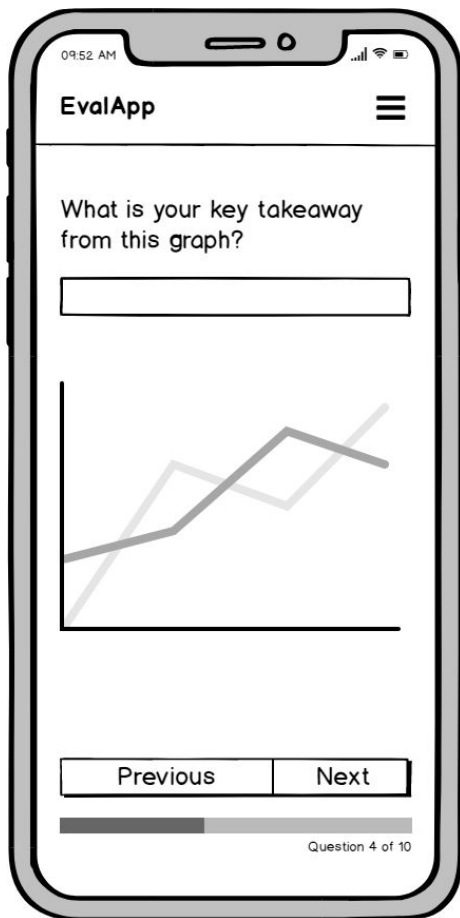 09:52 AM
EvalApp
What is your key takeaway
from this graph?
Previous
Next
Question 4 of 10